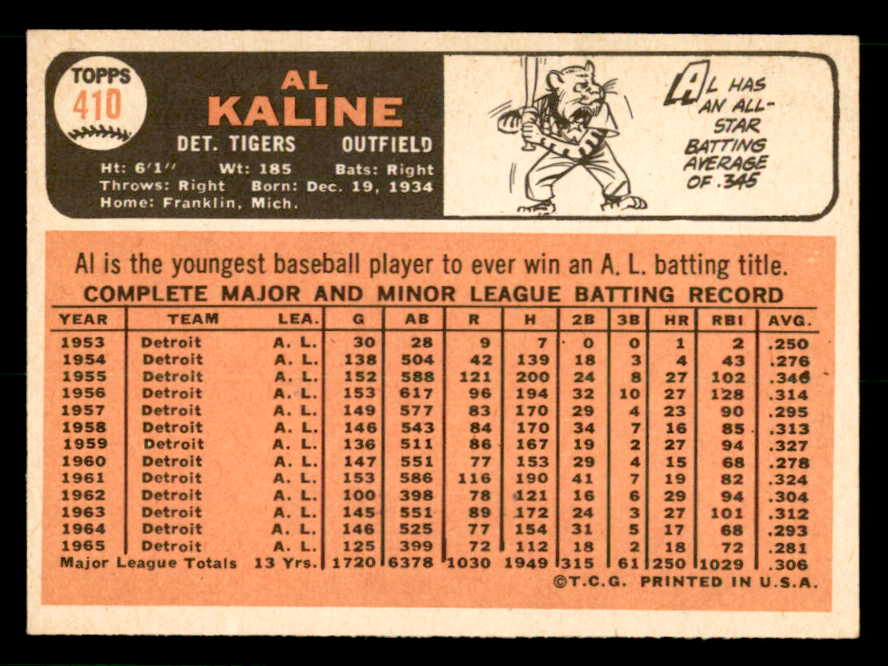 TOPPS
410
AL
KALINE
DET. TIGERS OUTFIELD
Ht: 6'1" Wt: 185 Bats: Right
Throws: Right Born: Dec. 19, 1934
Home: Franklin, Mich.
AL HAS
AN ALL-
STAR
BATTING
AVERAGE
OF .345
Al is the youngest baseball player to ever win an A. L. batting title.
COMPLETE MAJOR AND MINOR LEAGUE BATTING RECORD
YEAR TEAM LEA. G AB R H 2B 3B HR RBI AVG.
1953 Detroit A. L. 30 28 9 7 0 0 1 2 .250
1954 Detroit A. L. 138 504 42 139 18 3 4 43 .276
1955 Detroit A. L. 152 588 121 200 24 8 27 102 .346
1956 Detroit A. L. 153 617 96 194 32 10 27 128 .314
1957 Detroit A. L. 149 577 83 170 29 4 23 90 .295
1958 Detroit A. L. 146 543 84 170 34 7 16 85 .313
1959 Detroit A. L. 136 511 86 167 19 2 27 94 .327
1960 Detroit A. L. 147 551 77 153 29 4 15 68 .278
1961 Detroit A. L. 153 586 116 190 41 7 19 82 .324
1962 Detroit A. L. 100 398 78 121 16 6 29 94 .304
1963 Detroit A. L. 145 551 89 172 24 3 27 101 .312
1964 Detroit A. L. 146 525 77 154 31 5 17 68 .293
1965 Detroit A. L. 125 399 72 112 18 2 18 72 .281
Major League Totals 13 Yrs. 1720 6378 1030 1949 315 61 250 1029 .306
©T.C.G. PRINTED IN U.S.A.